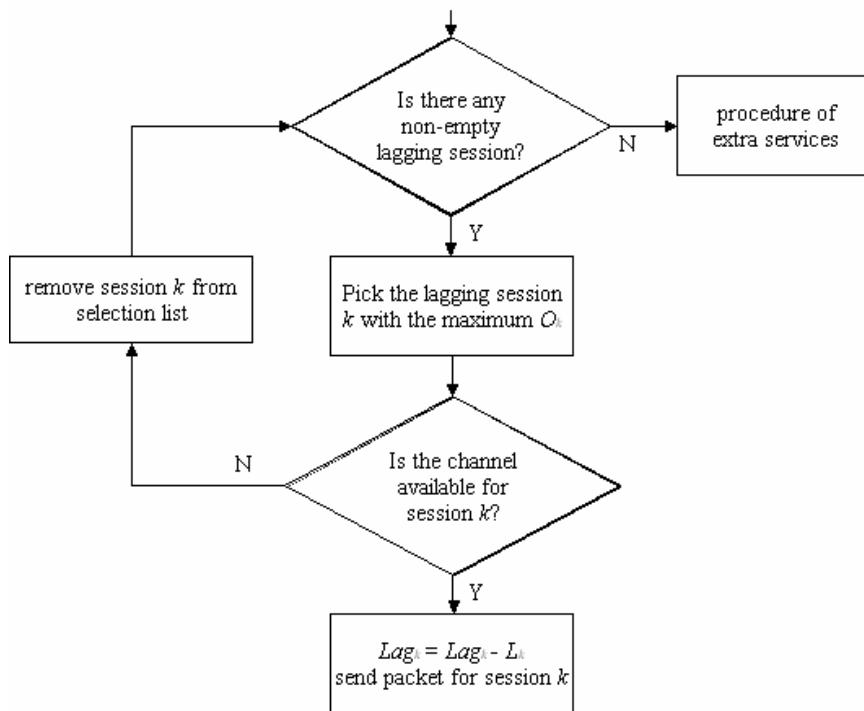 Is there any
non-empty
lagging session?
N
procedure of
extra services
Y
remove session k from
selection list
Pick the lagging session
k with the maximum Oₖ
N
Is the channel
available for
session k?
Y
Lagₖ = Lagₖ - Lₖ
send packet for session k